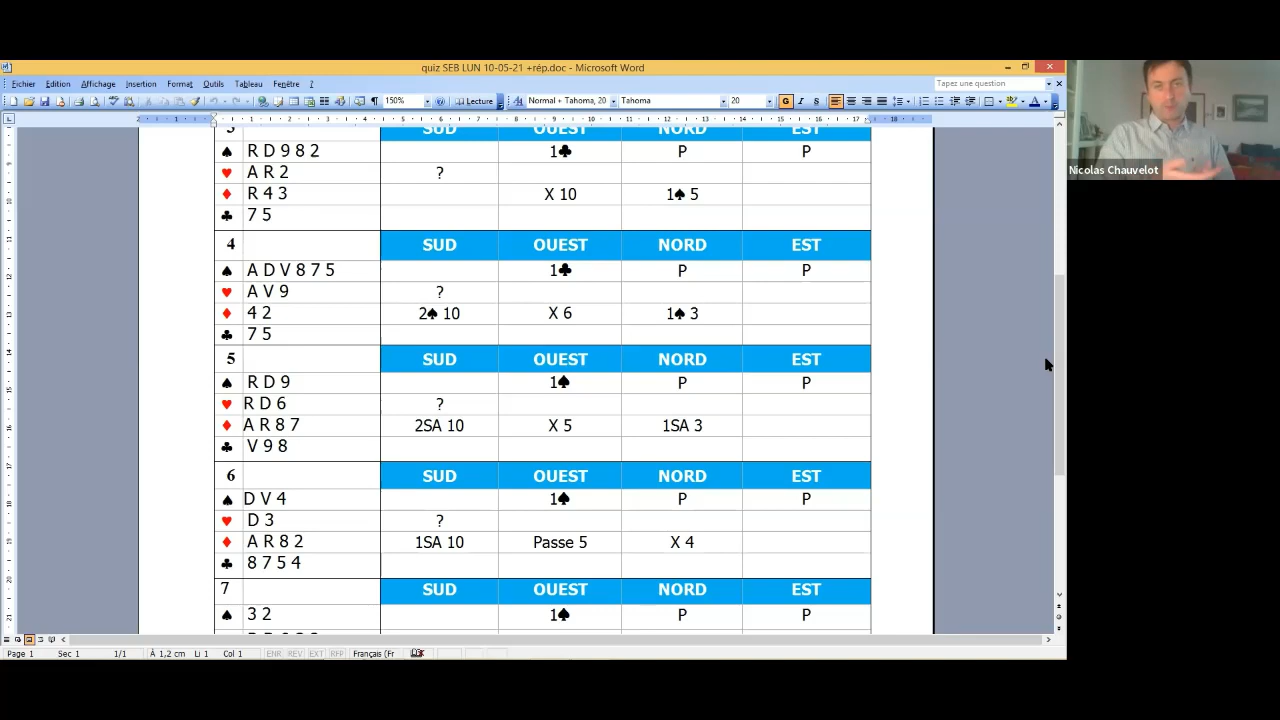 quiz SEB LUN 10-05-21 +rép.doc - Microsoft Word
Fichier Edition Affichage Insertion Format Outils Tableau Fenêtre ? Tapez une question
150% Lecture Normal + Tahoma, 20 Tahoma 20 G I S
3 SUD OUEST NORD EST
♠ R D 9 8 2 1♣ P P
♥ A R 2 ?
♦ R 4 3 X 10 1♠ 5
♣ 7 5
4 SUD OUEST NORD EST
♠ A D V 8 7 5 1♣ P P
♥ A V 9 ?
♦ 4 2 2♠ 10 X 6 1♠ 3
♣ 7 5
5 SUD OUEST NORD EST
♠ R D 9 1♠ P P
♥ R D 6 ?
♦ A R 8 7 2SA 10 X 5 1SA 3
♣ V 9 8
6 SUD OUEST NORD EST
♠ D V 4 1♠ P P
♥ D 3 ?
♦ A R 8 2 1SA 10 Passe 5 X 4
♣ 8 7 5 4
7 SUD OUEST NORD EST
♠ 3 2 1♠ P P
Page 1 Sec 1 1/1 À 1,2 cm Li 1 Col 1 ENR REV EXT RFP Français (Fr
Nicolas Chauvelot